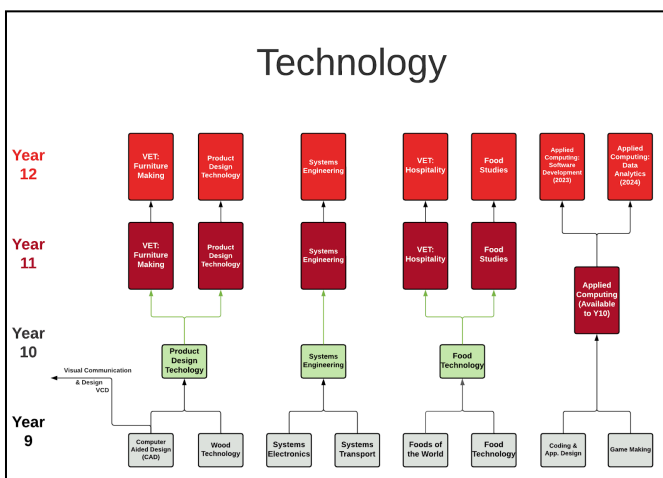 Technology
Year
12
VET:
Furniture
Making
Product
Design
Technology
Systems
Engineering
VET:
Hospitality
Food
Studies
Applied
Computing:
Software
Development
(2023)
Applied
Computing:
Data
Analytics
(2024)
Year
11
VET:
Furniture
Making
Product
Design
Technology
Systems
Engineering
VET:
Hospitality
Food
Studies
Applied
Computing
(Available
to Y10)
Year
10
Product
Design
Techology
Systems
Engineering
Food
Technology
Visual Communication
& Design
VCD
Year
9
Computer
Aided Design
(CAD)
Wood
Technology
Systems
Electronics
Systems
Transport
Foods of
the World
Food
Technology
Coding &
App. Design
Game Making